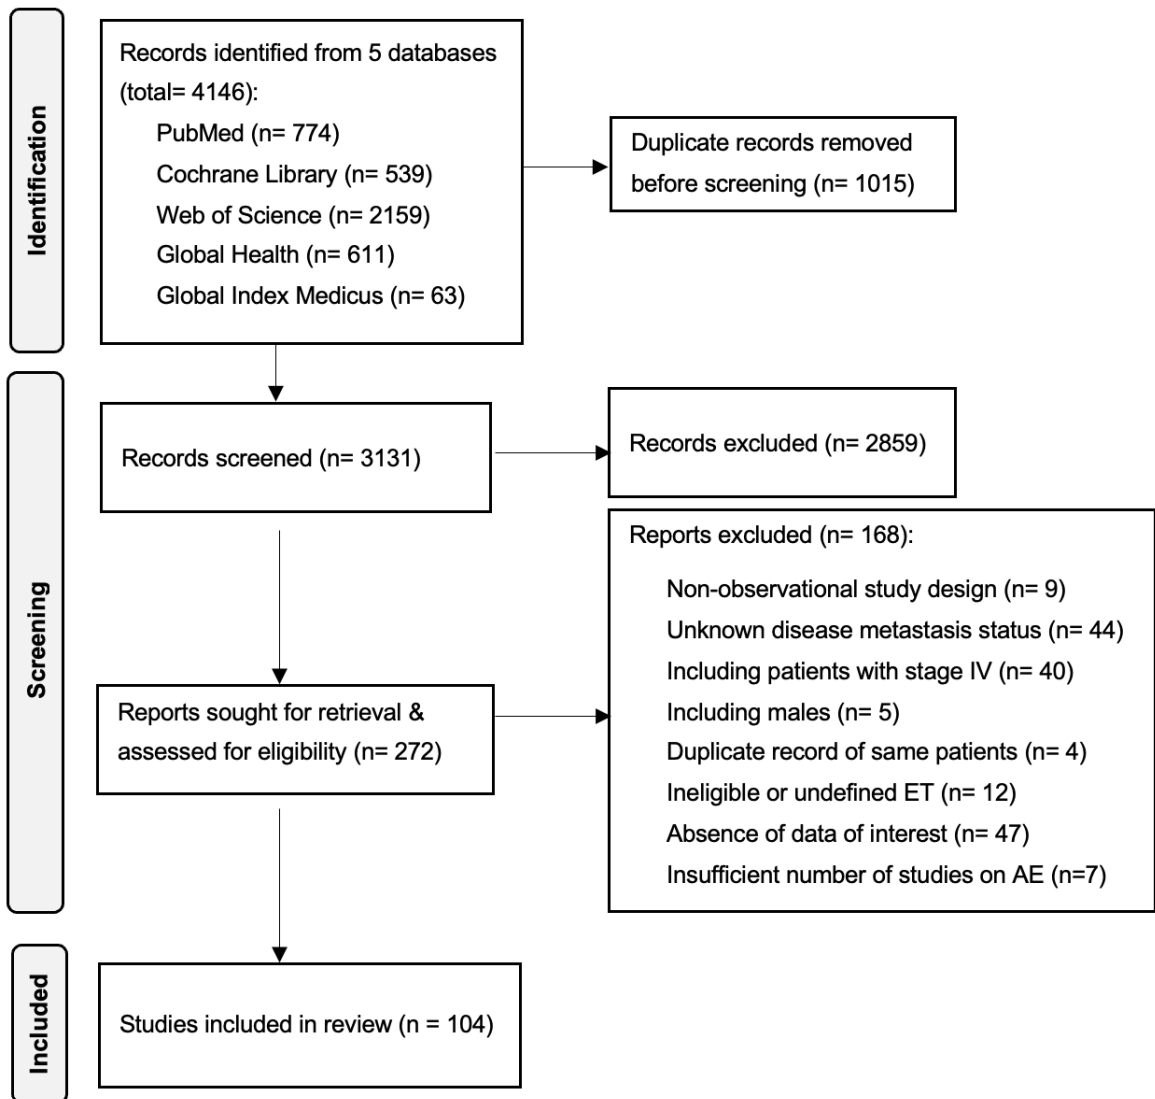 Identification
Records identified from 5 databases
(total= 4146):
PubMed (n= 774)
Cochrane Library (n= 539)
Web of Science (n= 2159)
Global Health (n= 611)
Global Index Medicus (n= 63)
Duplicate records removed
before screening (n= 1015)
Screening
Records screened (n= 3131)
Records excluded (n= 2859)
Reports sought for retrieval &
assessed for eligibility (n= 272)
Reports excluded (n= 168):
Non-observational study design (n= 9)
Unknown disease metastasis status (n= 44)
Including patients with stage IV (n= 40)
Including males (n= 5)
Duplicate record of same patients (n= 4)
Ineligible or undefined ET (n= 12)
Absence of data of interest (n= 47)
Insufficient number of studies on AE (n=7)
Included
Studies included in review (n = 104)